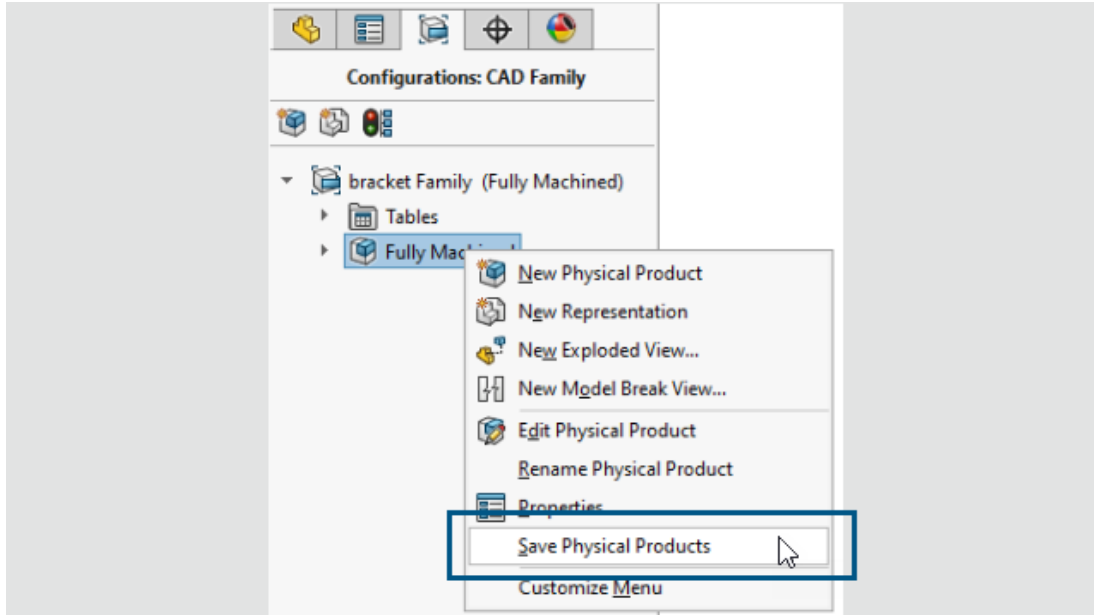 Configurations: CAD Family
bracket Family (Fully Machined)
Tables
Fully Machined
New Physical Product
New Representation
New Exploded View...
New Model Break View...
Edit Physical Product
Rename Physical Product
Properties
Save Physical Products
Customize Menu